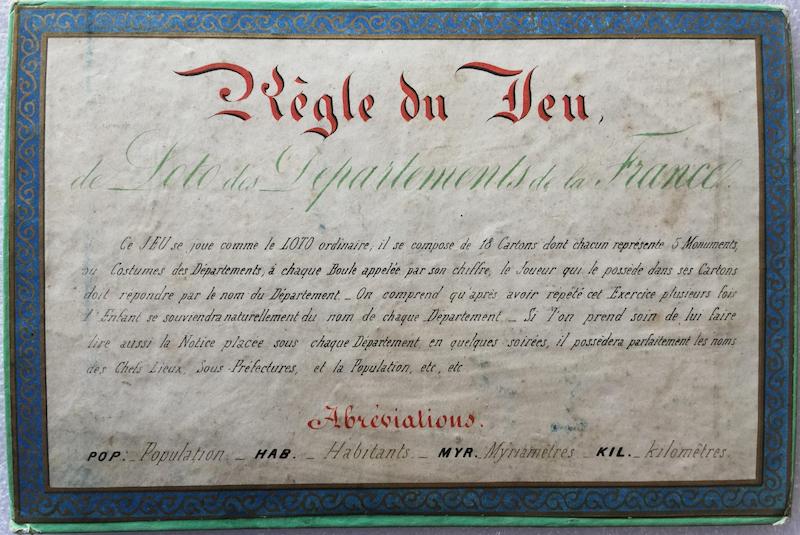 Règle du Jeu,
de Loto des Départements de la France.
Ce JEU se joue comme le LOTO ordinaire, il se compose de 18 Cartons dont chacun représente 5 Monuments,
ou Costumes des Départements, à chaque Boule appelée par son chiffre, le Joueur qui le possède dans ses Cartons
doit répondre par le nom du Département _ On comprend qu'après avoir répété cet Exercice plusieurs fois
l'Enfant se souviendra naturellement du nom de chaque Département _ Si l'on prend soin de lui faire
lire aussi la Notice placée sous chaque Département en quelques soirées, il possédera parfaitement les noms
des Chefs Lieux, Sous-Préfectures, et la Population, etc, etc
Abréviations.
POP. _ Population _ HAB. _ Habitants _ MYR. Myriamètres _ KIL. _ kilomètres.